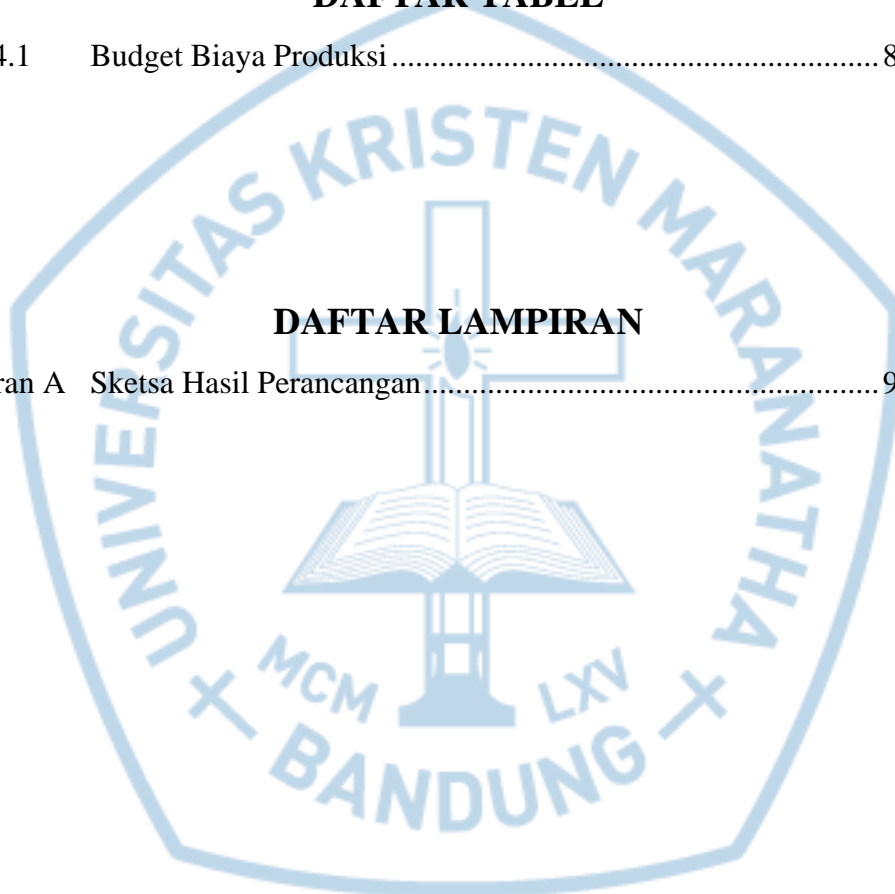 DAFTAR TABEL
4.1 Budget Biaya Produksi............................................................8
DAFTAR LAMPIRAN
ran A Sketsa Hasil Perancangan........................................................9
UNIVERSITAS KRISTEN MARANATHA
MCM LXV
BANDUNG